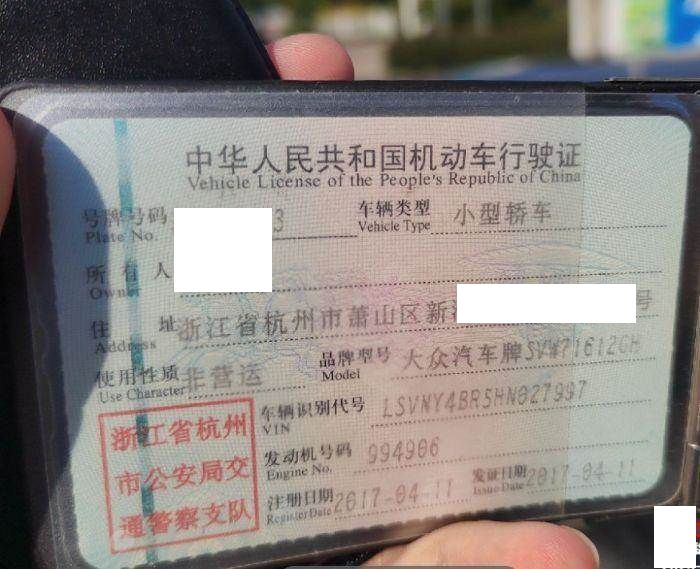 中华人民共和国机动车行驶证
Vehicle License of the People's Republic of China
号牌号码 3 车辆类型 小型轿车
Plate No. Vehicle Type
所有人
Owner
住址 浙江省杭州市萧山区新 号
Address
使用性质 非营运 品牌型号 大众汽车牌SVW71612GH
Use Character Model
浙江省杭州
市公安局交
通警察支队
车辆识别代号 LSVNY4BR5HN027997
VIN
发动机号码 994906
Engine No.
注册日期 2017-04-11 发证日期 2017-04-11
Register Date Issue Date